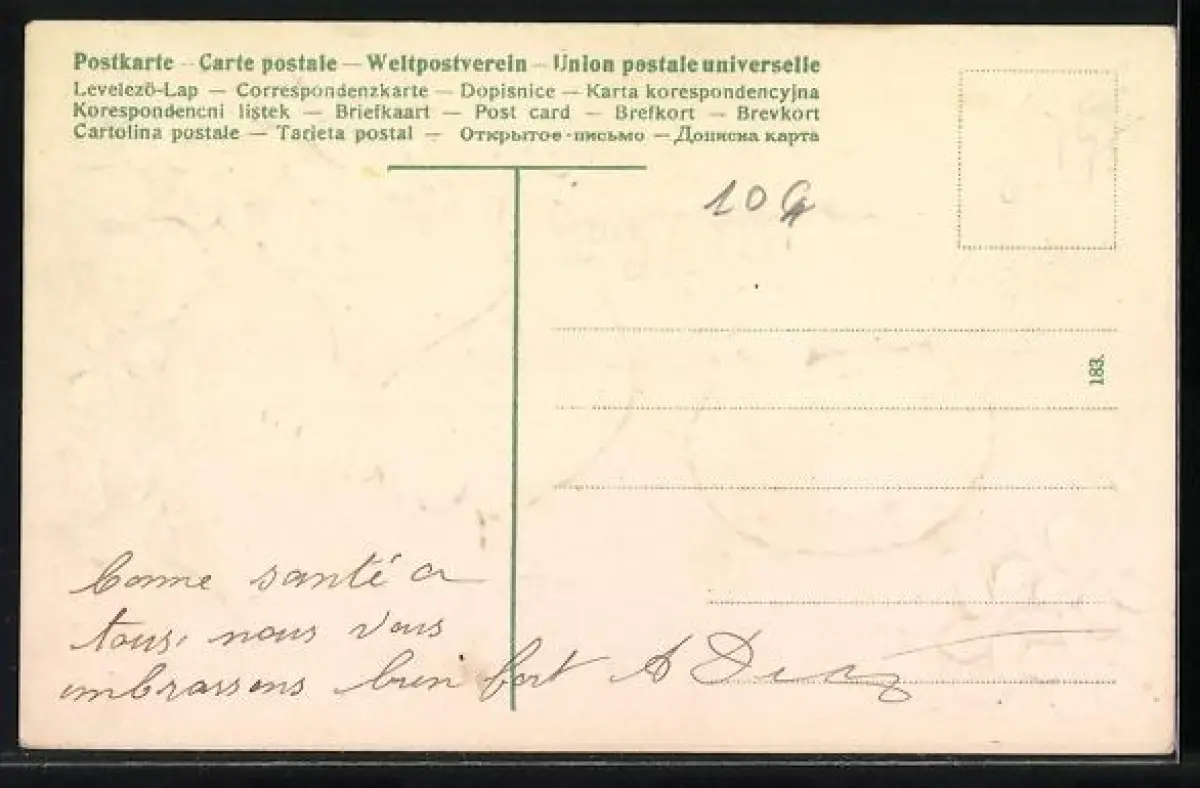 Postkarte – Carte postale – Weltpostverein – Union postale universelle
Levelező-Lap – Correspondenzkarte – Dopisnice – Karta korespondencyjna
Korespondencni listek – Briefkaart – Post card – Brefkort – Brevkort
Cartolina postale – Tarjeta postal – Открытое письмо – Дописна карта
10
183.
bonne santé a
tous, nous vous
embrassons bien fort A